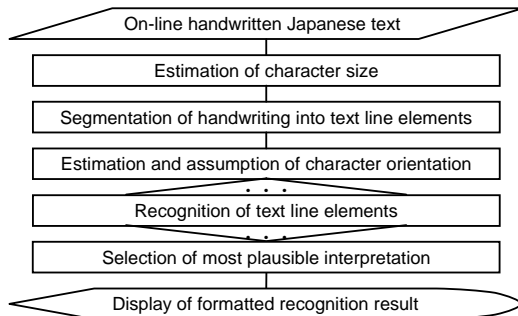 On-line handwritten Japanese text
Estimation of character size
Segmentation of handwriting into text line elements
Estimation and assumption of character orientation
. . .
Recognition of text line elements
. . .
Selection of most plausible interpretation
Display of formatted recognition result